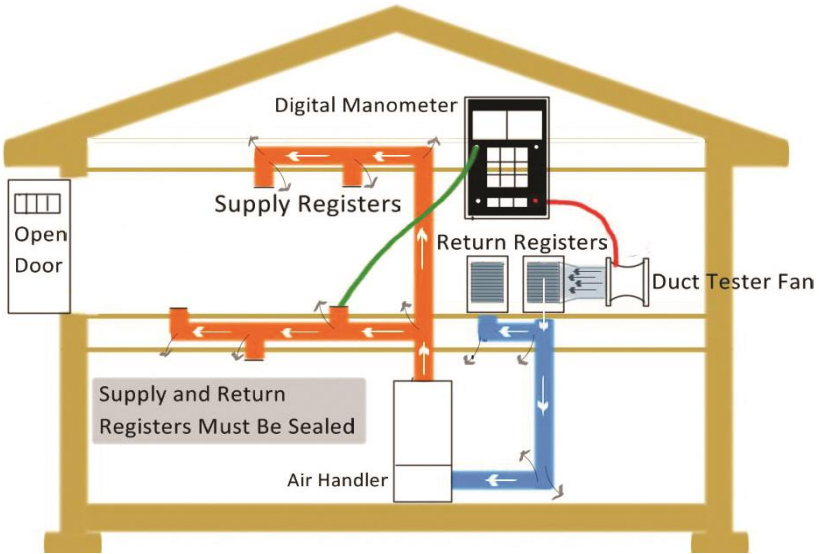 Digital Manometer
Supply Registers
Open
Door
Return Registers
Duct Tester Fan
Supply and Return
Registers Must Be Sealed
Air Handler